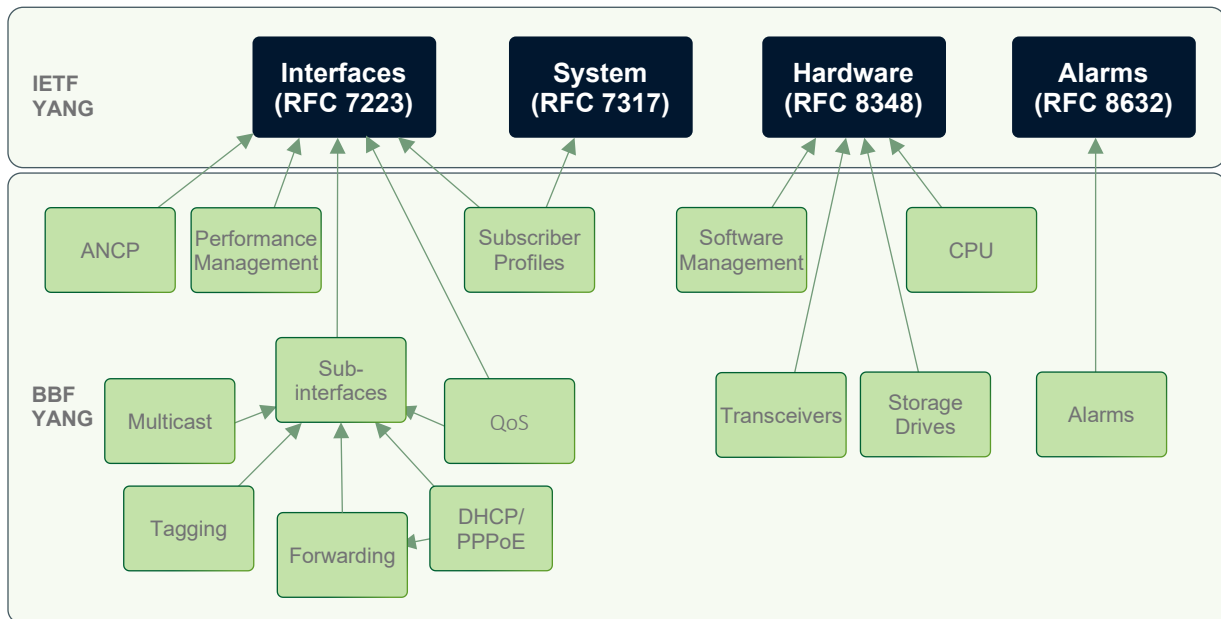 IETF
YANG
Interfaces
(RFC 7223)
System
(RFC 7317)
Hardware
(RFC 8348)
Alarms
(RFC 8632)
BBF
YANG
ANCP
Performance
Management
Subscriber
Profiles
Software
Management
CPU
Sub-
interfaces
Multicast
QoS
Transceivers
Storage
Drives
Alarms
Tagging
Forwarding
DHCP/
PPPoE